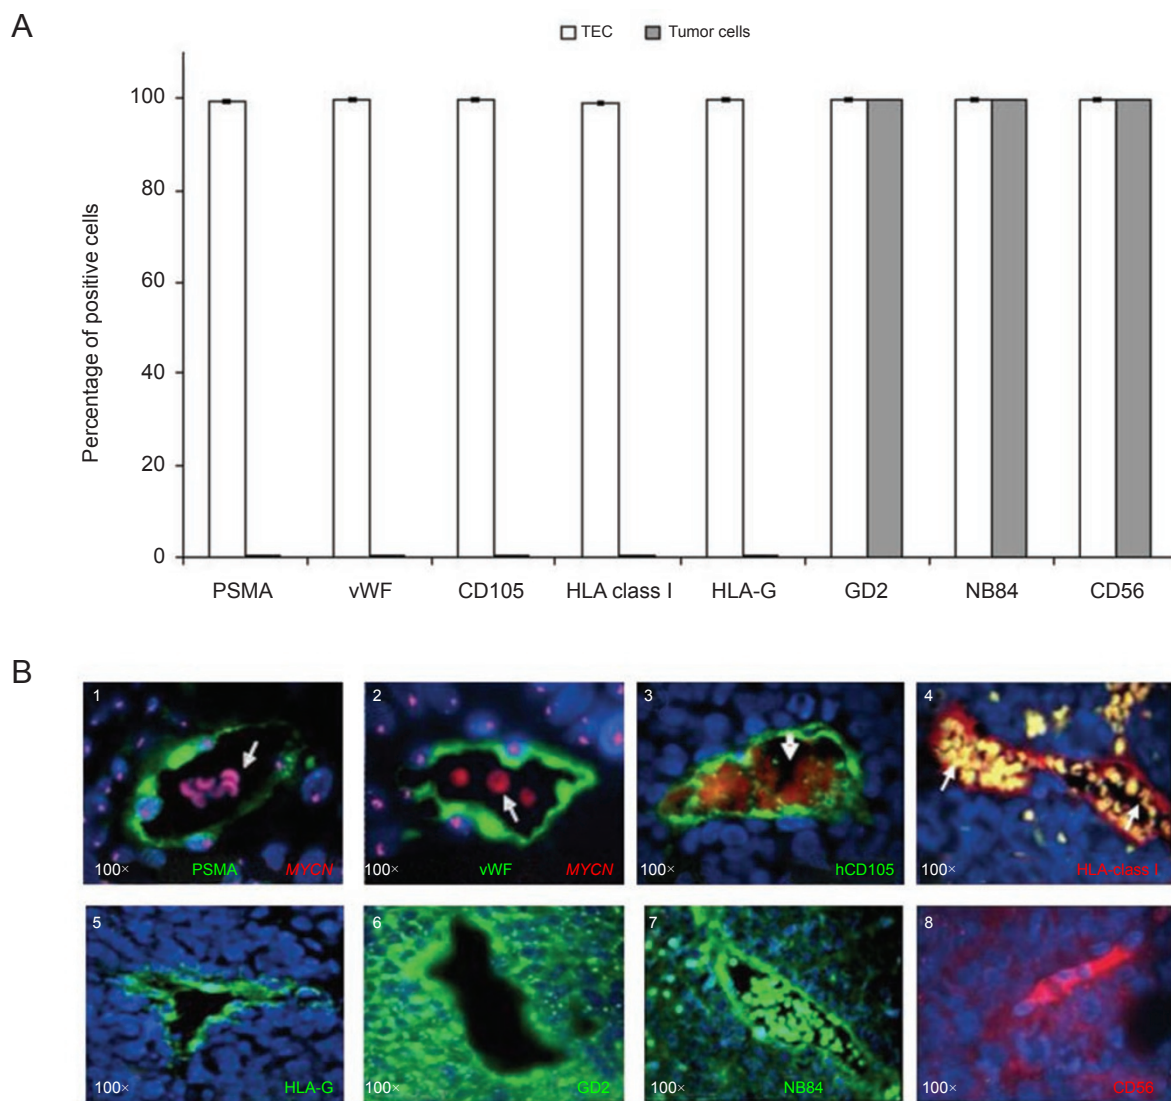 A
TEC Tumor cells
Percentage of positive cells
100
80
60
40
20
0
PSMA vWF CD105 HLA class I HLA-G GD2 NB84 CD56
B
1
PSMA MYCN
100×
2
vWF MYCN
100×
3
hCD105
100×
4
HLA-class I
100×
5
HLA-G
100×
6
GD2
100×
7
NB84
100×
8
CD56
100×